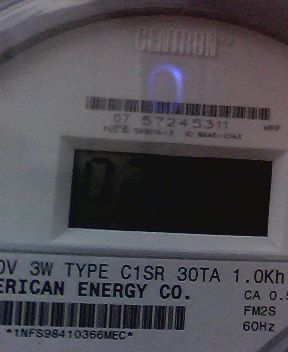 CENTRON®
07 57245311
HPP
0V 3W TYPE C1SR 30TA 1.0Kh
ERICAN ENERGY CO.
CA 0.5
FM2S
*1NFS98410366MEC*
60Hz